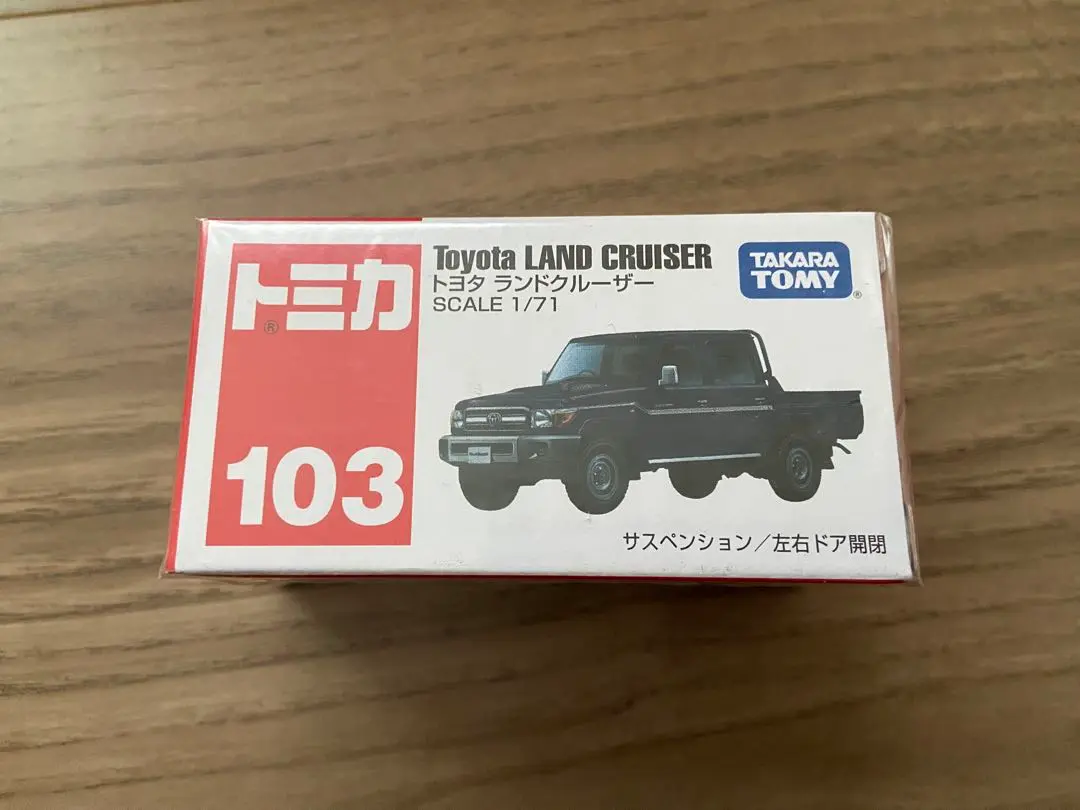 トミカ
®
103
Toyota LAND CRUISER
トヨタ ランドクルーザー
SCALE 1/71
TAKARA
TOMY®
サスペンション/左右ドア開閉